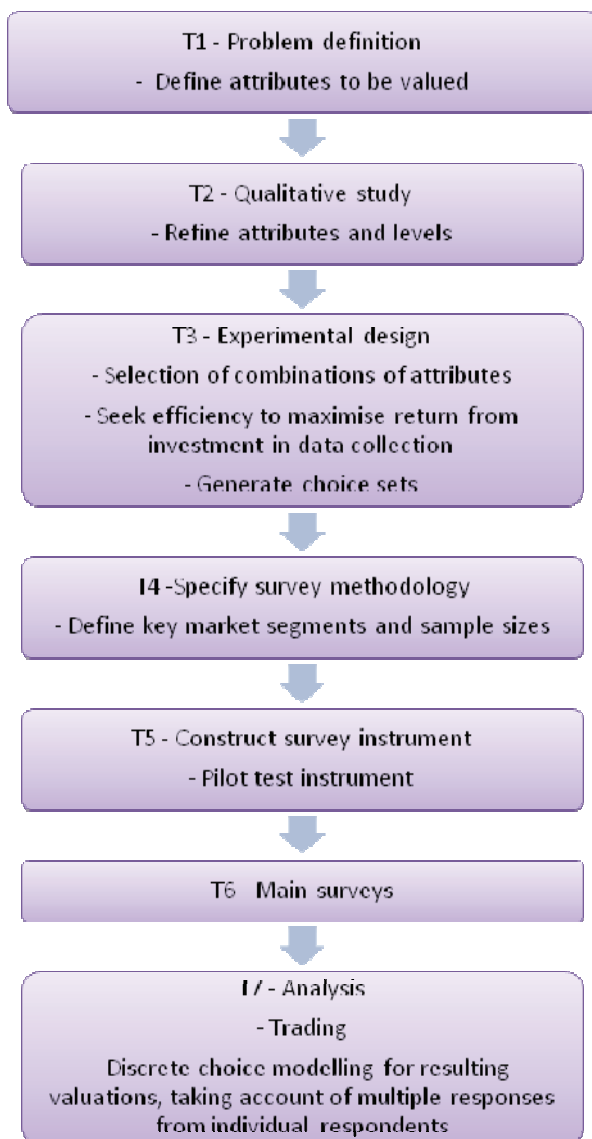 T1 - Problem definition
- Define attributes to be valued
T2 - Qualitative study
- Refine attributes and levels
T3 - Experimental design
- Selection of combinations of attributes
- Seek efficiency to maximise return from
investment in data collection
- Generate choice sets
T4 -Specify survey methodology
- Define key market segments and sample sizes
T5 - Construct survey instrument
- Pilot test instrument
T6 Main surveys
T7 - Analysis
- Trading
Discrete choice modelling for resulting
valuations, taking account of multiple responses
from individual respondents